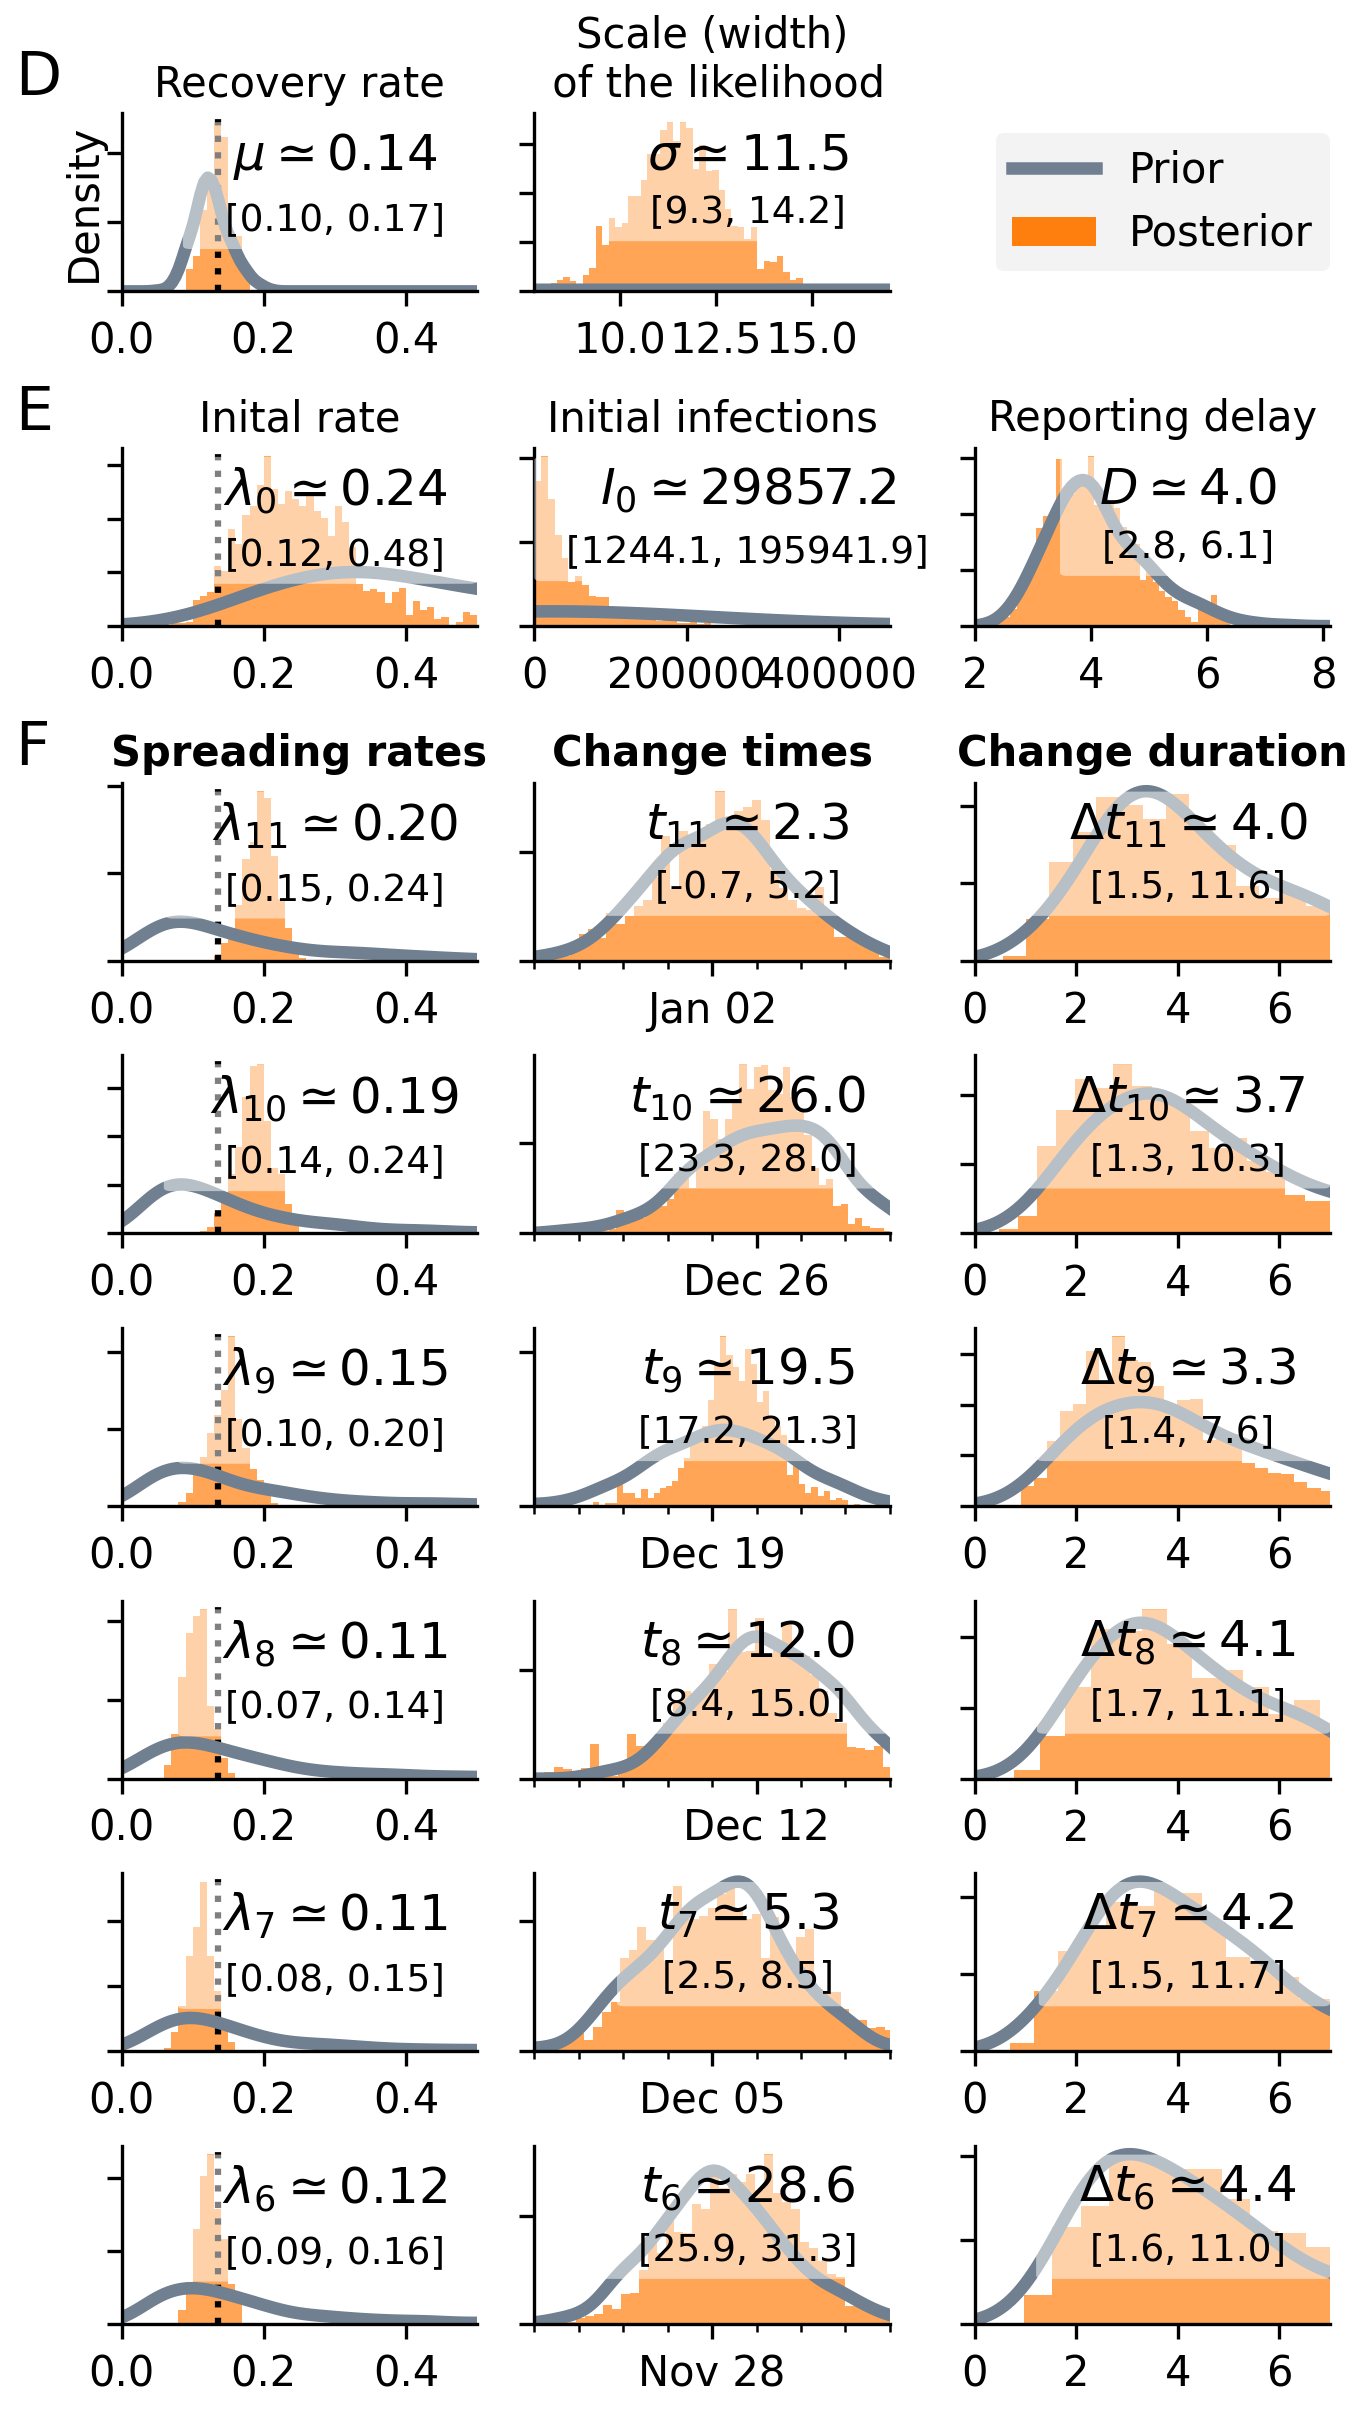 D
Recovery rate
Scale (width)
of the likelihood
Density
μ ≃ 0.14
[0.10, 0.17]
0.0 0.2 0.4
σ ≃ 11.5
[9.3, 14.2]
10.0 12.5 15.0
Prior
Posterior
E
Inital rate
λ₀ ≃ 0.24
[0.12, 0.48]
0.0 0.2 0.4
Initial infections
I₀ ≃ 29857.2
[1244.1, 195941.9]
0 200000 400000
Reporting delay
D ≃ 4.0
[2.8, 6.1]
2 4 6 8
F
Spreading rates
Change times
Change duration
λ₁₁ ≃ 0.20
[0.15, 0.24]
0.0 0.2 0.4
t₁₁ ≃ 2.3
[-0.7, 5.2]
Jan 02
Δt₁₁ ≃ 4.0
[1.5, 11.6]
0 2 4 6
λ₁₀ ≃ 0.19
[0.14, 0.24]
0.0 0.2 0.4
t₁₀ ≃ 26.0
[23.3, 28.0]
Dec 26
Δt₁₀ ≃ 3.7
[1.3, 10.3]
0 2 4 6
λ₉ ≃ 0.15
[0.10, 0.20]
0.0 0.2 0.4
t₉ ≃ 19.5
[17.2, 21.3]
Dec 19
Δt₉ ≃ 3.3
[1.4, 7.6]
0 2 4 6
λ₈ ≃ 0.11
[0.07, 0.14]
0.0 0.2 0.4
t₈ ≃ 12.0
[8.4, 15.0]
Dec 12
Δt₈ ≃ 4.1
[1.7, 11.1]
0 2 4 6
λ₇ ≃ 0.11
[0.08, 0.15]
0.0 0.2 0.4
t₇ ≃ 5.3
[2.5, 8.5]
Dec 05
Δt₇ ≃ 4.2
[1.5, 11.7]
0 2 4 6
λ₆ ≃ 0.12
[0.09, 0.16]
0.0 0.2 0.4
t₆ ≃ 28.6
[25.9, 31.3]
Nov 28
Δt₆ ≃ 4.4
[1.6, 11.0]
0 2 4 6